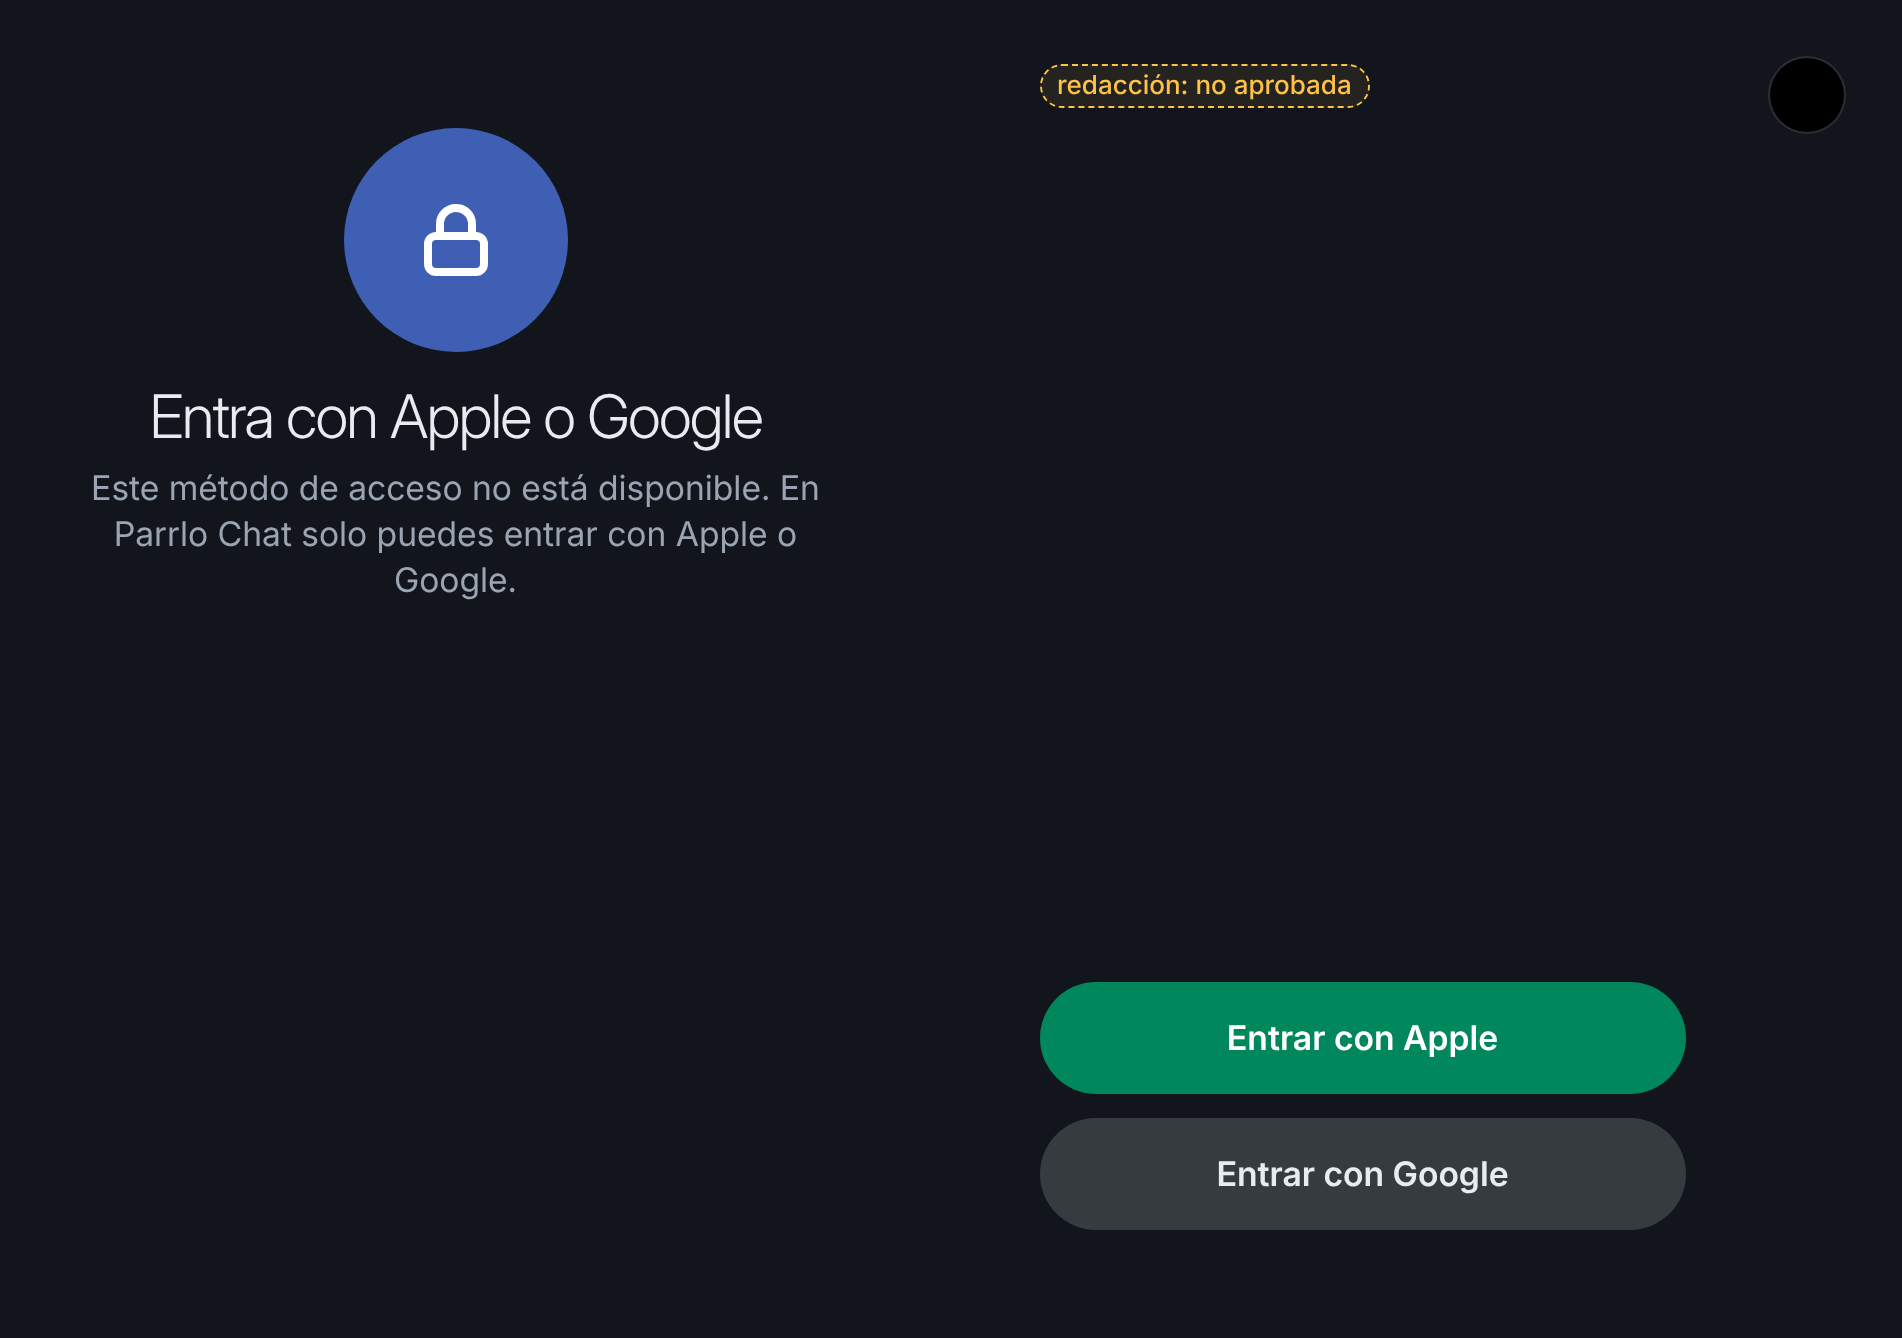 redacción: no aprobada
Entra con Apple o Google
Este método de acceso no está disponible. En
Parrlo Chat solo puedes entrar con Apple o
Google.
Entrar con Apple
Entrar con Google